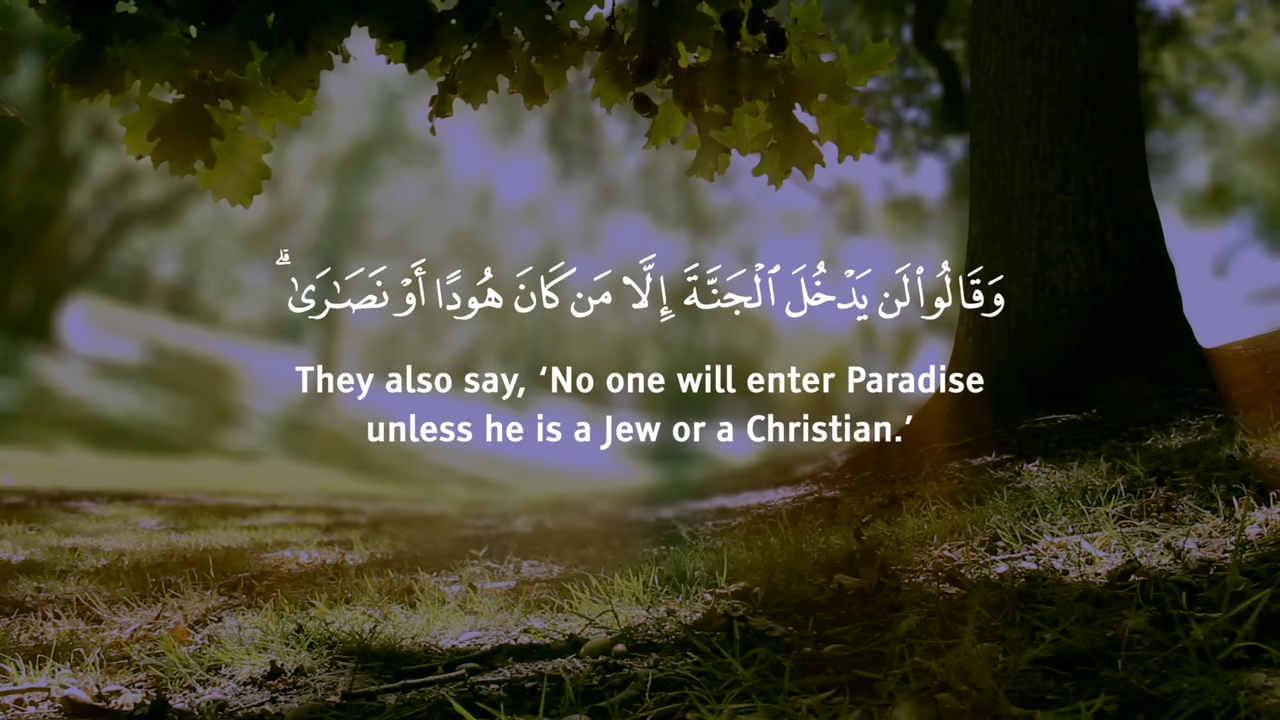 وَقَالُوا۟ لَن يَدْخُلَ ٱلْجَنَّةَ إِلَّا مَن كَانَ هُودًا أَوْ نَصَـٰرَىٰ ۗ
They also say, ‘No one will enter Paradise
unless he is a Jew or a Christian.’